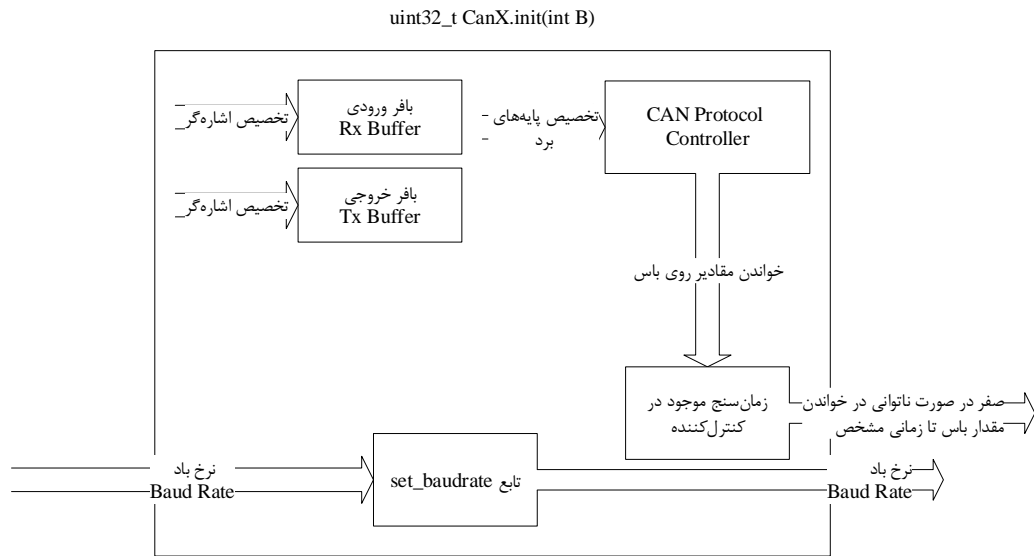 uint32_t CanX.init(int B)
تخصیص اشاره‌گر
بافر ورودی
Rx Buffer
تخصیص پایه‌های
برد
CAN Protocol
Controller
تخصیص اشاره‌گر
بافر خروجی
Tx Buffer
خواندن مقادیر روی باس
زمان‌سنج موجود در
کنترل‌کننده
صفر در صورت ناتوانی در خواندن
مقدار باس تا زمانی مشخص
نرخ باد
Baud Rate
تابع set_baudrate
نرخ باد
Baud Rate